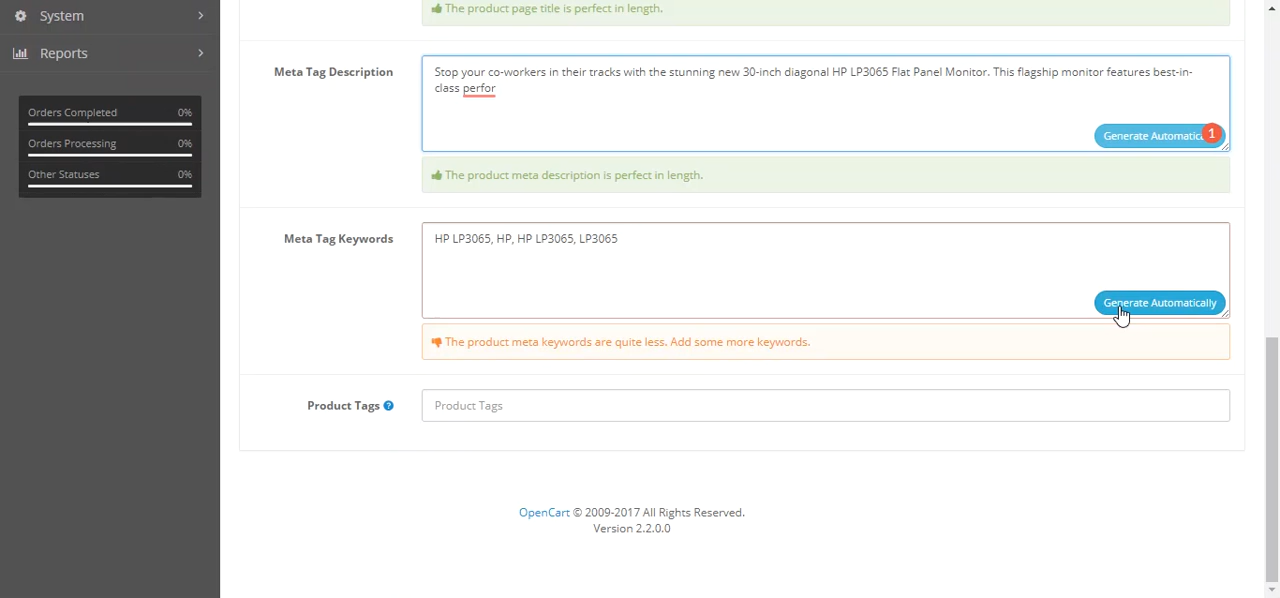 System
Reports
Orders Completed 0%
Orders Processing 0%
Other Statuses 0%
The product page title is perfect in length.
Meta Tag Description
Stop your co-workers in their tracks with the stunning new 30-inch diagonal HP LP3065 Flat Panel Monitor. This flagship monitor features best-in-
class perfor
Generate Automatica
1
The product meta description is perfect in length.
Meta Tag Keywords
HP LP3065, HP, HP LP3065, LP3065
Generate Automatically
The product meta keywords are quite less. Add some more keywords.
Product Tags ?
Product Tags
OpenCart © 2009-2017 All Rights Reserved.
Version 2.2.0.0